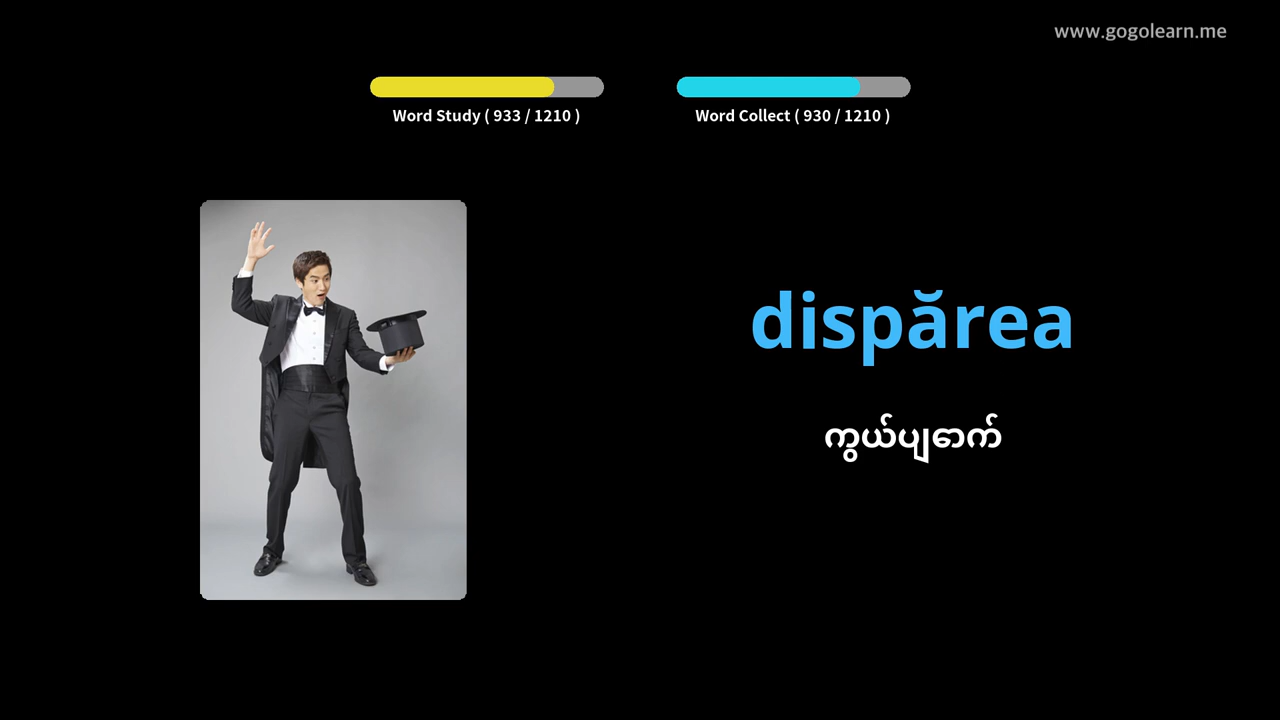 www.gogolearn.me
Word Study ( 933 / 1210 )
Word Collect ( 930 / 1210 )
dispărea
ကွယ်ပျောက်